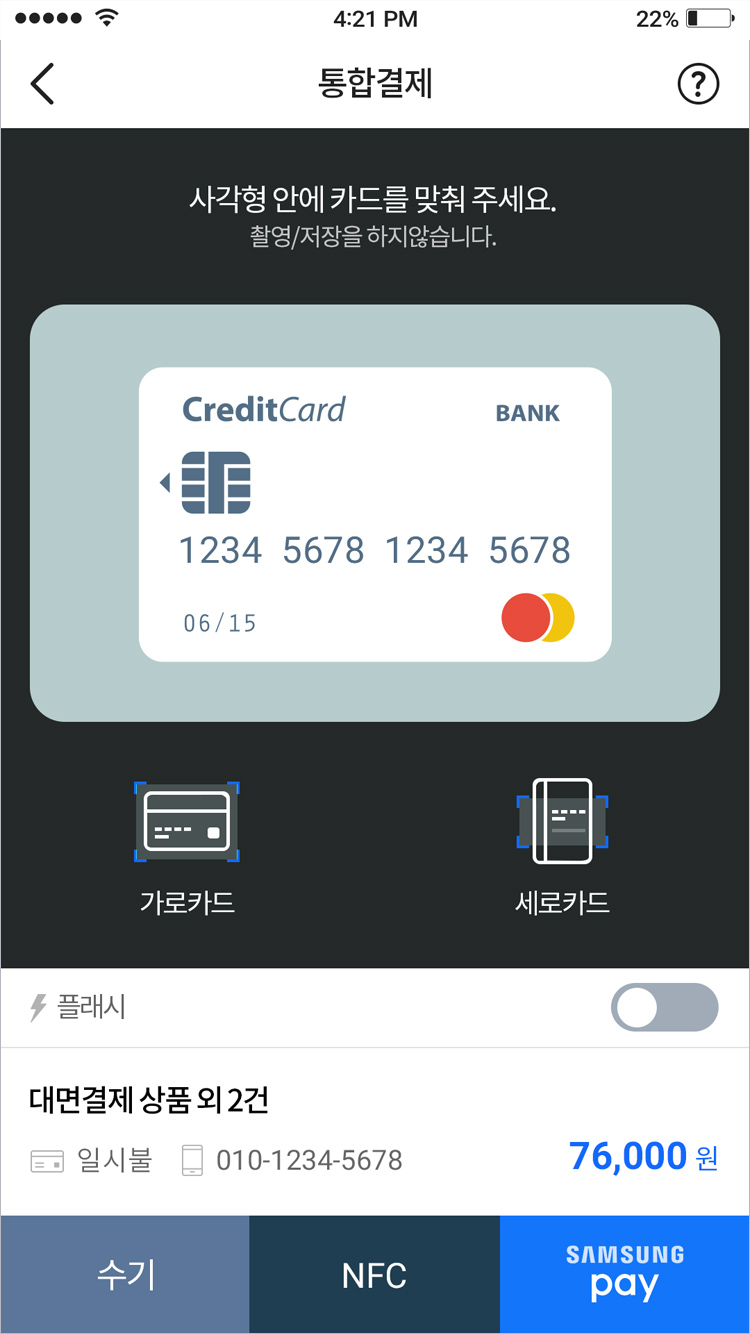 4:21 PM 22%
통합결제 ?
사각형 안에 카드를 맞춰 주세요.
촬영/저장을 하지않습니다.
CreditCard BANK
1234 5678 1234 5678
06/15
가로카드 세로카드
플래시
대면결제 상품 외 2건
일시불 010-1234-5678 76,000 원
수기 NFC SAMSUNG pay